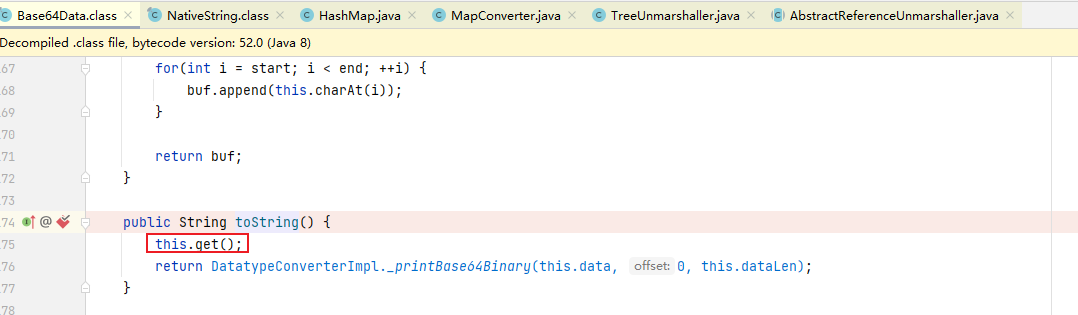 Base64Data.class × NativeString.class × HashMap.java × MapConverter.java × TreeUnmarshaller.java × AbstractReferenceUnmarshaller.java ×
Decompiled .class file, bytecode version: 52.0 (Java 8)
67 for(int i = start; i < end; ++i) {
68 buf.append(this.charAt(i));
69 }
70
71 return buf;
72 }
73
74 @ public String toString() {
75 this.get();
76 return DatatypeConverterImpl._printBase64Binary(this.data, offset: 0, this.dataLen);
77 }
78